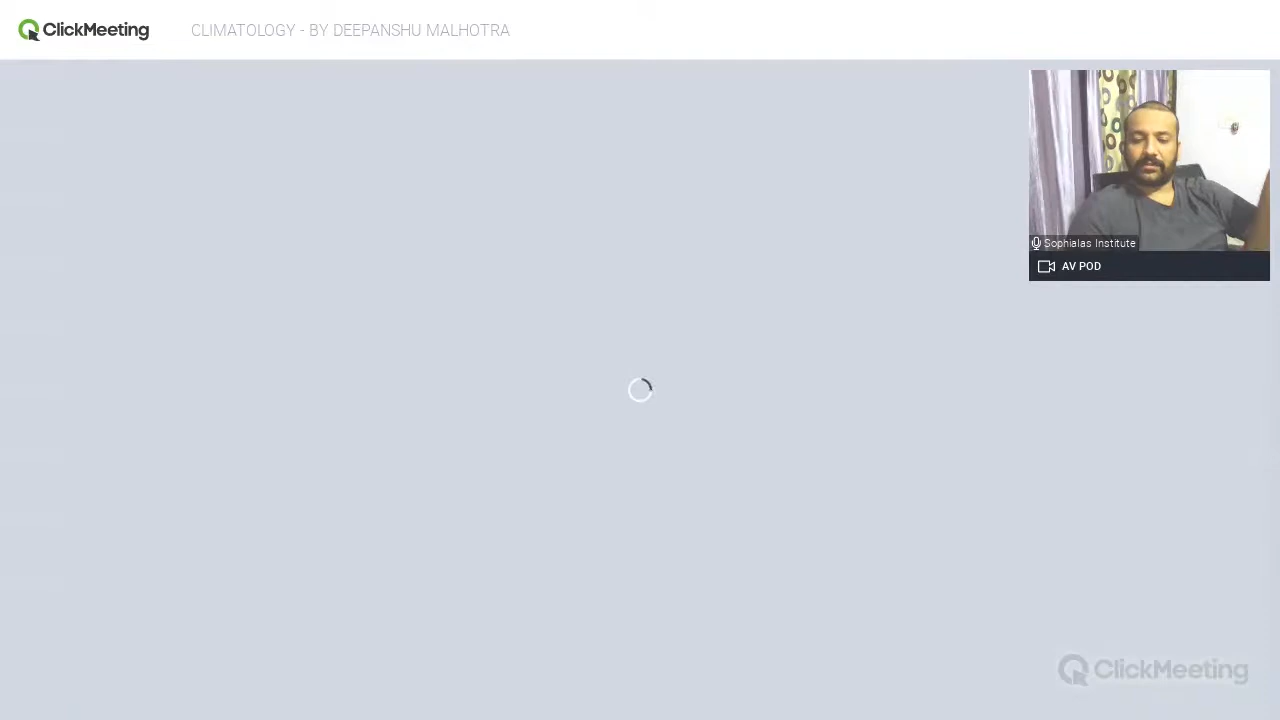 ClickMeeting
CLIMATOLOGY - BY DEEPANSHU MALHOTRA
Sophialas Institute
AV POD
ClickMeeting